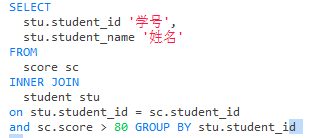 SELECT
stu.student_id '学号',
stu.student_name '姓名'
FROM
score sc
INNER JOIN
student stu
on stu.student_id = sc.student_id
and sc.score > 80 GROUP BY stu.student_id